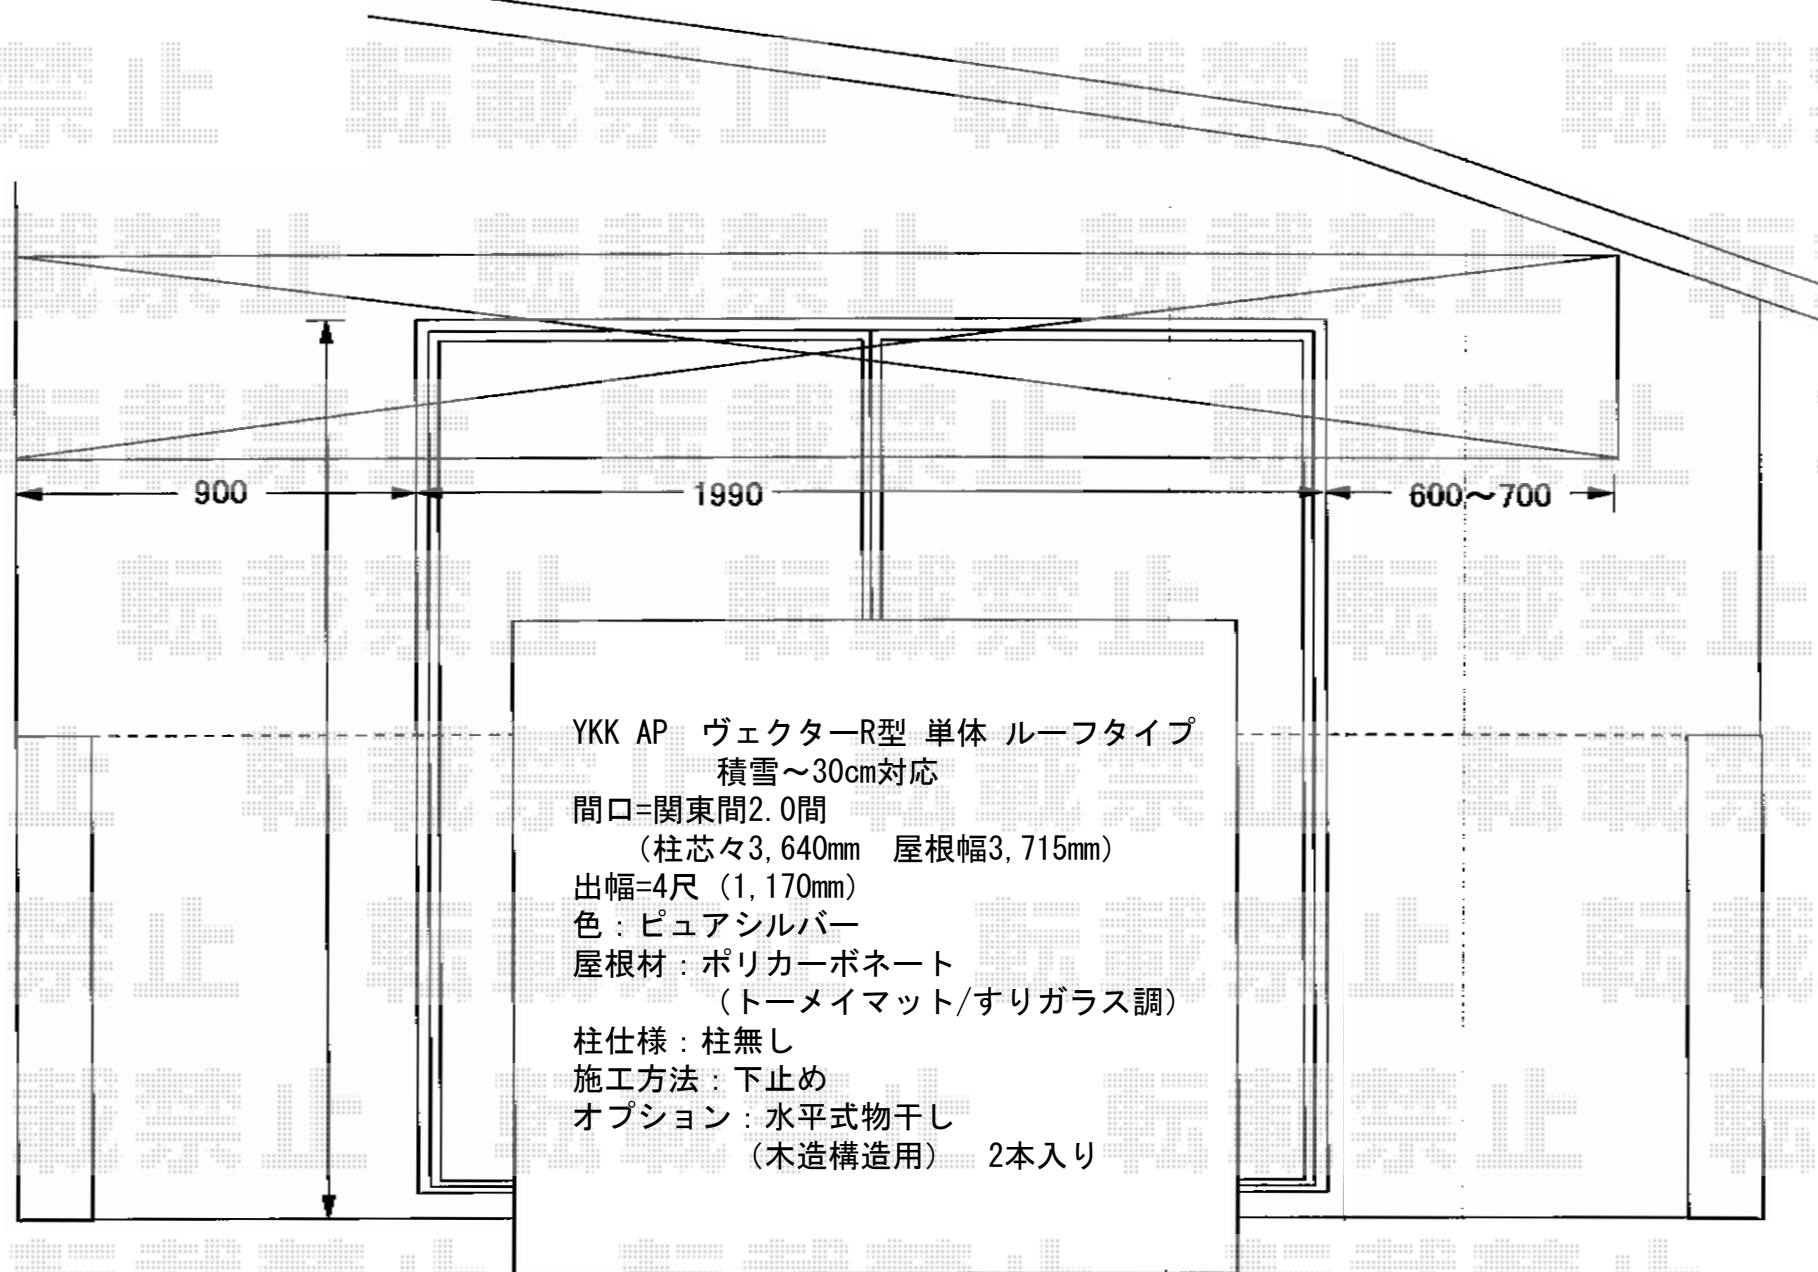 転載禁止
900
1990
600～700
YKK AP　ヴェクターR型 単体 ルーフタイプ
積雪～30cm対応
間口=関東間2.0間
（柱芯々3,640mm　屋根幅3,715mm）
出幅=4尺（1,170mm）
色：ピュアシルバー
屋根材：ポリカーボネート
（トーメイマット/すりガラス調）
柱仕様：柱無し
施工方法：下止め
オプション：水平式物干し
（木造構造用）　2本入り